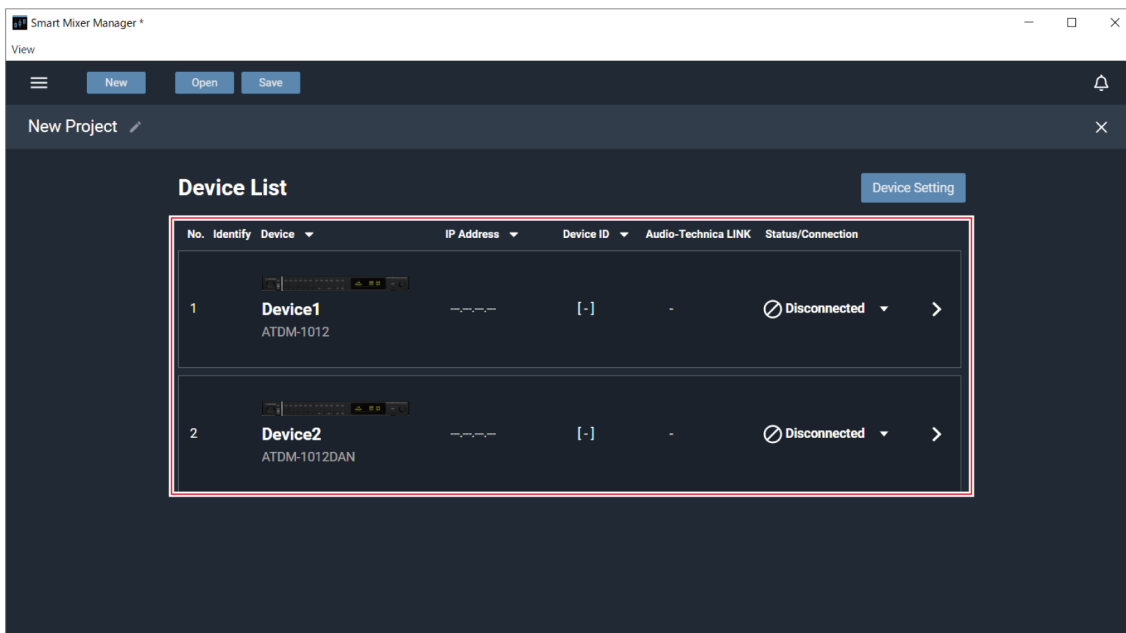 Smart Mixer Manager *
View
New Open Save
New Project
Device List
Device Setting
No. Identify Device IP Address Device ID Audio-Technica LINK Status/Connection
1 Device1 ---.---.---.--- [ - ] - Disconnected
ATDM-1012
2 Device2 ---.---.---.--- [ - ] - Disconnected
ATDM-1012DAN